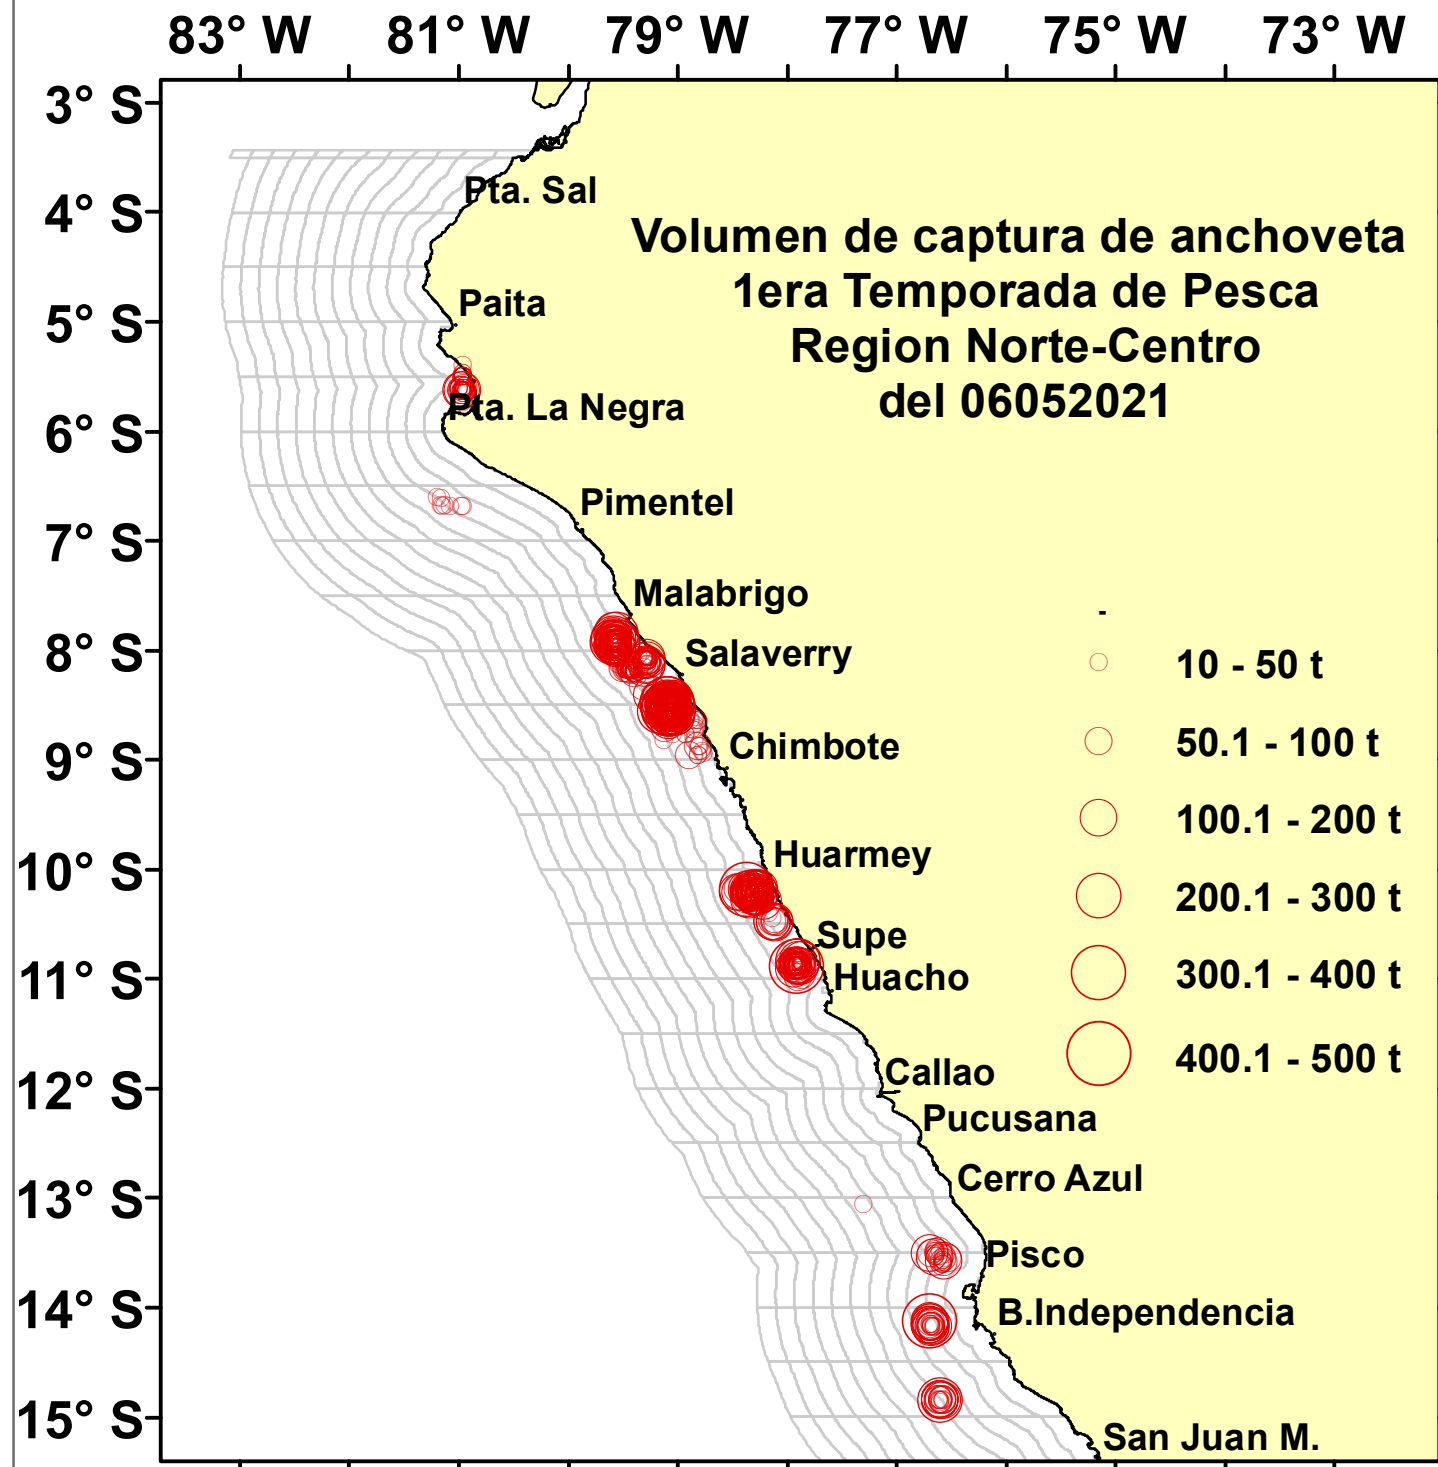 83° W 81° W 79° W 77° W 75° W 73° W
3° S
Pta. Sal
4° S
Volumen de captura de anchoveta
1era Temporada de Pesca
Region Norte-Centro
del 06052021
Paita
5° S
Pta. La Negra
6° S
Pimentel
7° S
Malabrigo
-
8° S
Salaverry
10 - 50 t
Chimbote
50.1 - 100 t
9° S
100.1 - 200 t
Huarmey
10° S
200.1 - 300 t
Supe
11° S
Huacho
300.1 - 400 t
Callao
400.1 - 500 t
12° S
Pucusana
Cerro Azul
13° S
Pisco
14° S
B.Independencia
15° S
San Juan M.